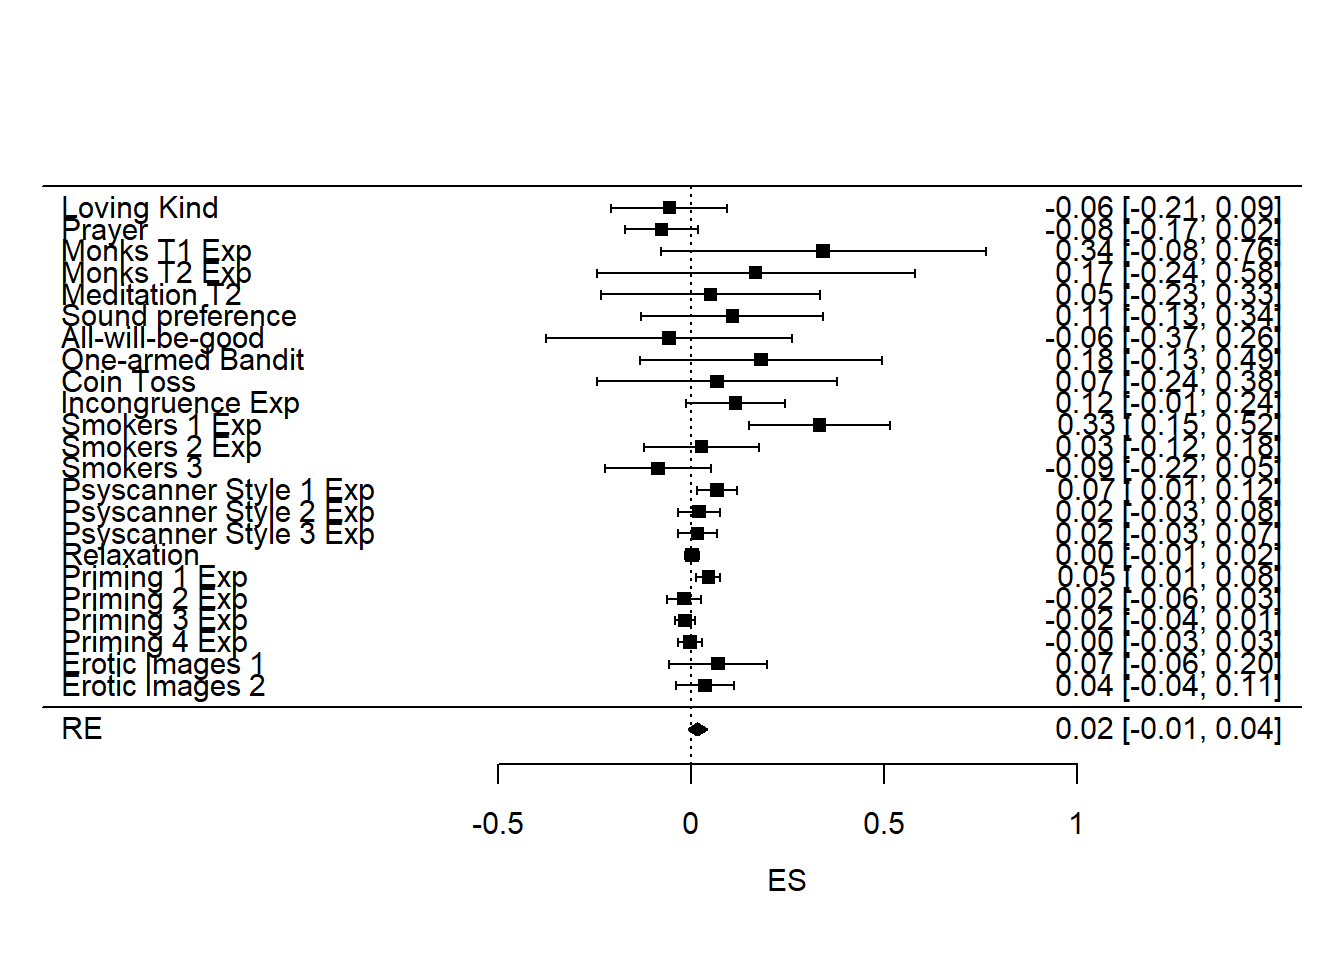 Loving Kind -0.06 [-0.21, 0.09]
Prayer -0.08 [-0.17, 0.02]
Monks T1 Exp 0.34 [-0.08, 0.76]
Monks T2 Exp 0.17 [-0.24, 0.58]
Meditation T2 0.05 [-0.23, 0.33]
Sound preference 0.11 [-0.13, 0.34]
All-will-be-good -0.06 [-0.37, 0.26]
One-armed Bandit 0.18 [-0.13, 0.49]
Coin Toss 0.07 [-0.24, 0.38]
Incongruence Exp 0.12 [-0.01, 0.24]
Smokers 1 Exp 0.33 [ 0.15, 0.52]
Smokers 2 Exp 0.03 [-0.12, 0.18]
Smokers 3 -0.09 [-0.22, 0.05]
Psyscanner Style 1 Exp 0.07 [ 0.01, 0.12]
Psyscanner Style 2 Exp 0.02 [-0.03, 0.08]
Psyscanner Style 3 Exp 0.02 [-0.03, 0.07]
Relaxation 0.00 [-0.01, 0.02]
Priming 1 Exp 0.05 [ 0.01, 0.08]
Priming 2 Exp -0.02 [-0.06, 0.03]
Priming 3 Exp -0.02 [-0.04, 0.01]
Priming 4 Exp -0.00 [-0.03, 0.03]
Erotic Images 1 0.07 [-0.06, 0.20]
Erotic Images 2 0.04 [-0.04, 0.11]
RE 0.02 [-0.01, 0.04]
-0.5 0 0.5 1
ES